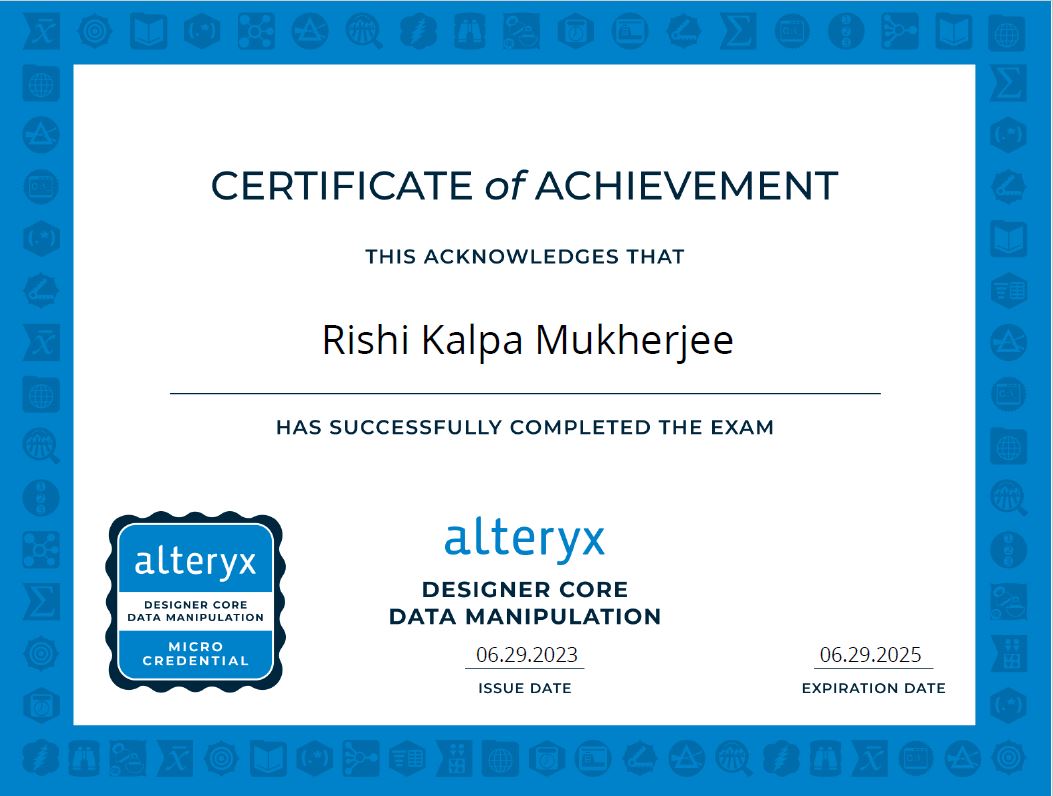 CERTIFICATE of ACHIEVEMENT
THIS ACKNOWLEDGES THAT
Rishi Kalpa Mukherjee
HAS SUCCESSFULLY COMPLETED THE EXAM
alteryx
DESIGNER CORE
DATA MANIPULATION
MICRO
CREDENTIAL
alteryx
DESIGNER CORE
DATA MANIPULATION
06.29.2023
ISSUE DATE
06.29.2025
EXPIRATION DATE